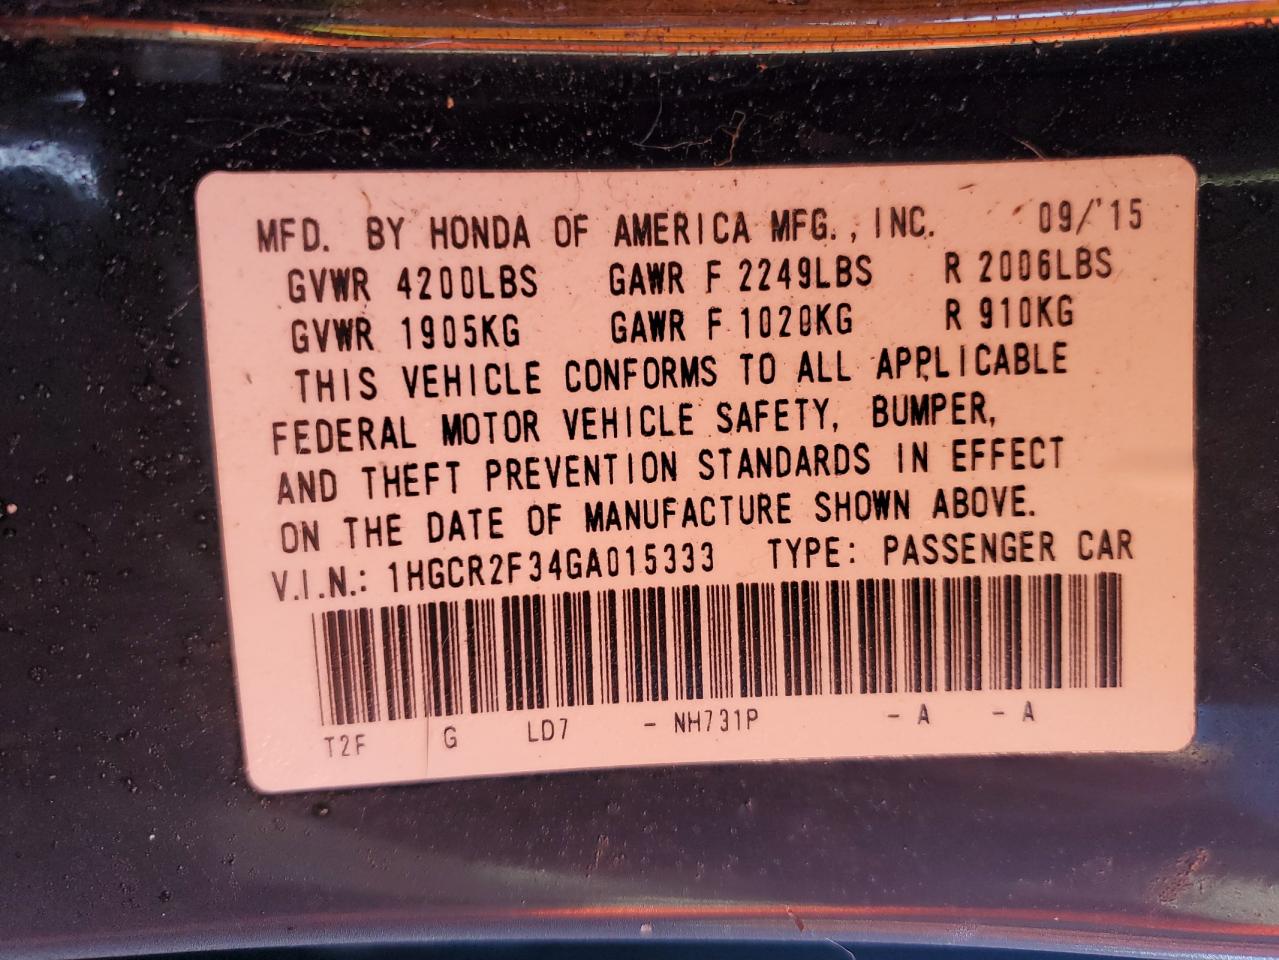 MFD. BY HONDA OF AMERICA MFG., INC. 09/'15
GVWR 4200LBS GAWR F 2249LBS R 2006LBS
GVWR 1905KG GAWR F 1020KG R 910KG
THIS VEHICLE CONFORMS TO ALL APPLICABLE
FEDERAL MOTOR VEHICLE SAFETY, BUMPER,
AND THEFT PREVENTION STANDARDS IN EFFECT
ON THE DATE OF MANUFACTURE SHOWN ABOVE.
V.I.N.: 1HGCR2F34GA015333 TYPE: PASSENGER CAR
T2F G LD7 - NH731P - A - A